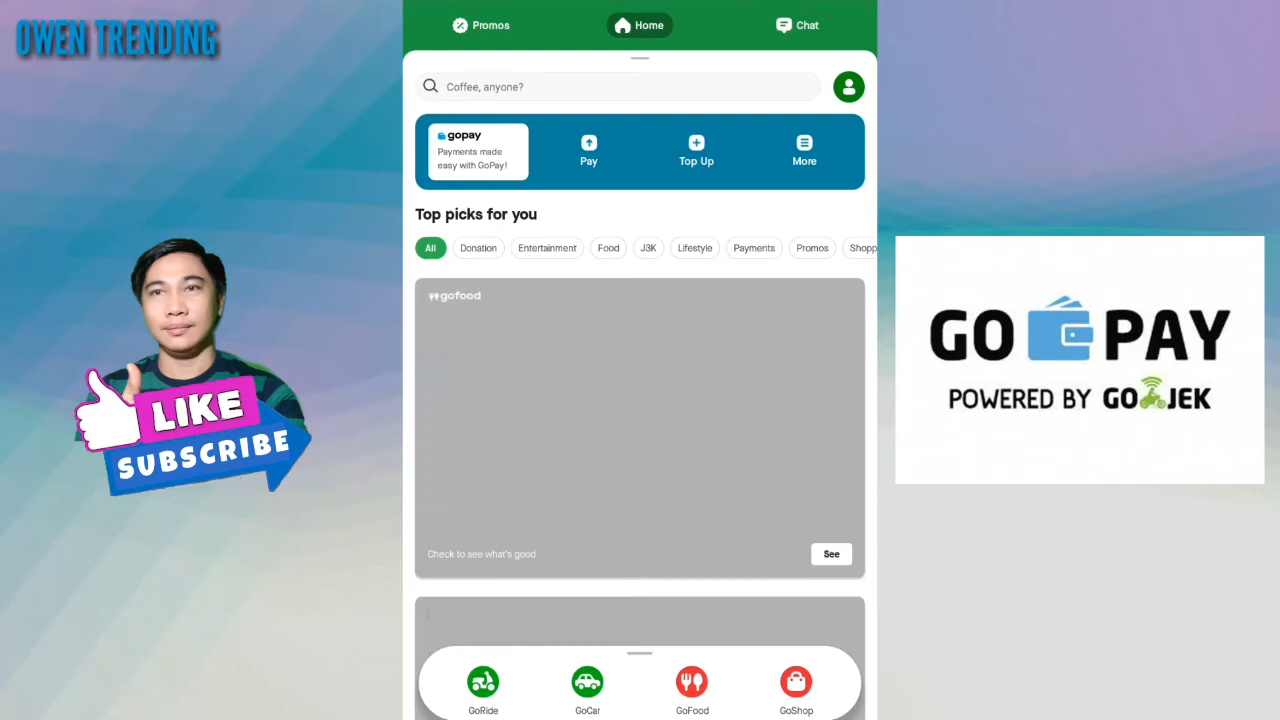 OWEN TRENDING
LIKE
SUBSCRIBE
Promos
Home
Chat
Coffee, anyone?
gopay
Payments made
easy with GoPay!
Pay
Top Up
More
Top picks for you
All
Donation
Entertainment
Food
J3K
Lifestyle
Payments
Promos
Shopp
gofood
Check to see what's good
See
GoRide
GoCar
GoFood
GoShop
GO PAY
POWERED BY GOJEK